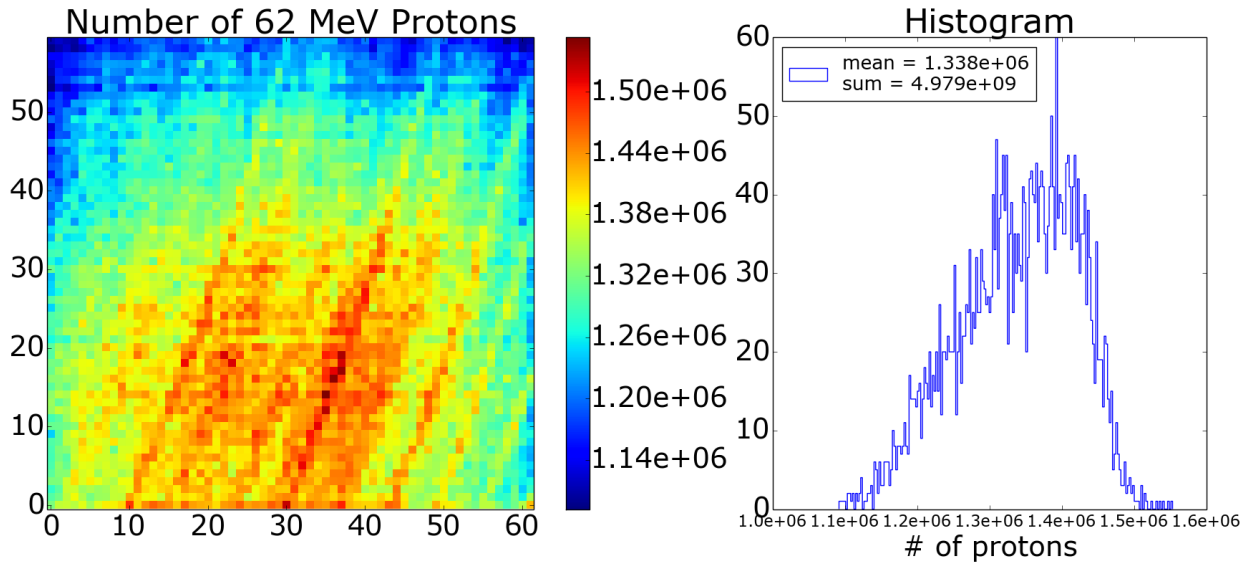 Number of 62 MeV Protons
50
40
30
20
10
0
0 10 20 30 40 50 60
1.50e+06
1.44e+06
1.38e+06
1.32e+06
1.26e+06
1.20e+06
1.14e+06
Histogram
mean = 1.338e+06
sum = 4.979e+09
60
50
40
30
20
10
0
1.0e+06 1.1e+06 1.2e+06 1.3e+06 1.4e+06 1.5e+06 1.6e+06
# of protons